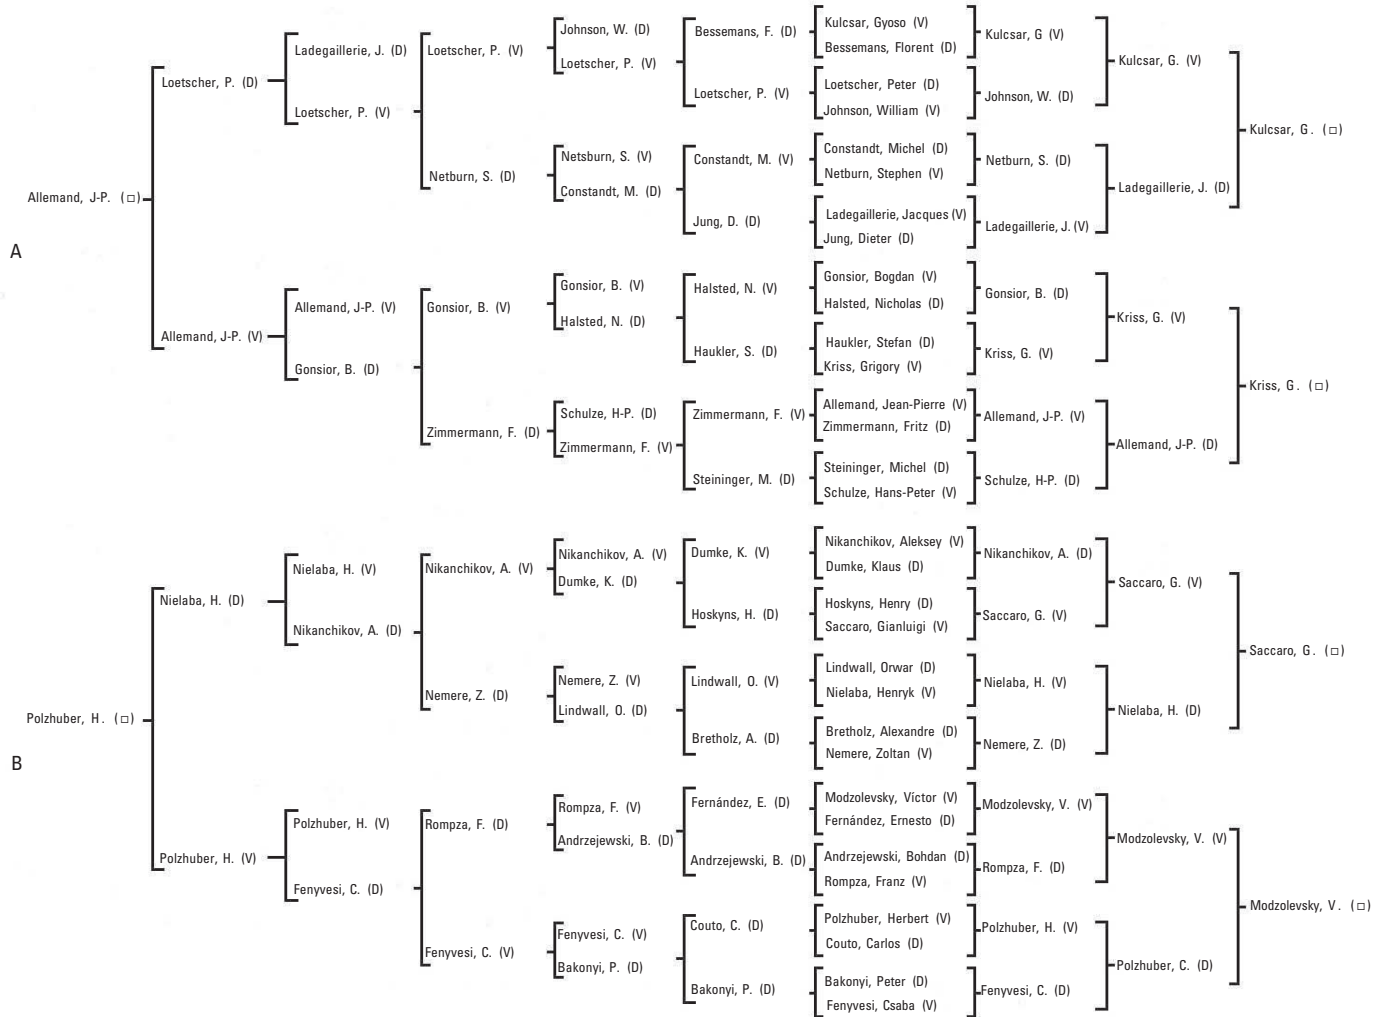 Johnson, W. (D)
Loetscher, P. (V)
Bessemans, F. (D)
Kulcsar, Gyoso (V)
Bessemans, Florent (D)
Kulcsar, G (V)
Ladegaillerie, J. (D)
Loetscher, P. (V)
Kulcsar, G. (V)
Loetscher, P. (D)
Loetscher, P. (V)
Loetscher, P. (V)
Loetscher, Peter (D)
Johnson, William (V)
Johnson, W. (D)
Kulcsar, G. (□)
Netsburn, S. (V)
Constandt, M. (D)
Constandt, M. (V)
Constandt, Michel (D)
Netburn, Stephen (V)
Netburn, S. (D)
Netburn, S. (D)
Ladegaillerie, J. (D)
Allemand, J-P. (□)
Jung, D. (D)
Ladegaillerie, Jacques (V)
Jung, Dieter (D)
Ladegaillerie, J. (V)
A
Allemand, J-P. (V)
Gonsior, B. (V)
Gonsior, B. (V)
Halsted, N. (D)
Halsted, N. (V)
Gonsior, Bogdan (V)
Halsted, Nicholas (D)
Gonsior, B. (D)
Kriss, G. (V)
Allemand, J-P. (V)
Gonsior, B. (D)
Haukler, S. (D)
Haukler, Stefan (D)
Kriss, Grigory (V)
Kriss, G. (V)
Kriss, G. (□)
Zimmermann, F. (D)
Schulze, H-P. (D)
Zimmermann, F. (V)
Zimmermann, F. (V)
Allemand, Jean-Pierre (V)
Zimmermann, Fritz (D)
Allemand, J-P. (V)
Allemand, J-P. (D)
Steininger, M. (D)
Steininger, Michel (D)
Schulze, Hans-Peter (V)
Schulze, H-P. (D)
Nielaba, H. (V)
Nikanchikov, A. (V)
Nikanchikov, A. (V)
Dumke, K. (D)
Dumke, K. (V)
Nikanchikov, Aleksey (V)
Dumke, Klaus (D)
Nikanchikov, A. (D)
Saccaro, G. (V)
Nielaba, H. (D)
Nikanchikov, A. (D)
Hoskyns, H. (D)
Hoskyns, Henry (D)
Saccaro, Gianluigi (V)
Saccaro, G. (V)
Saccaro, G. (□)
Nemere, Z. (D)
Nemere, Z. (V)
Lindwall, O. (D)
Lindwall, O. (V)
Lindwall, Orwar (D)
Nielaba, Henryk (V)
Nielaba, H. (V)
Nielaba, H. (D)
Polzhuber, H. (□)
Bretholz, A. (D)
Bretholz, Alexandre (D)
Nemere, Zoltan (V)
Nemere, Z. (D)
B
Polzhuber, H. (V)
Rompza, F. (D)
Rompza, F. (V)
Andrzejewski, B. (D)
Fernández, E. (D)
Modzolevsky, Víctor (V)
Fernández, Ernesto (D)
Modzolevsky, V. (V)
Modzolevsky, V. (V)
Polzhuber, H. (V)
Fenyvesi, C. (D)
Andrzejewski, B. (D)
Andrzejewski, Bohdan (D)
Rompza, Franz (V)
Rompza, F. (D)
Modzolevsky, V. (□)
Fenyvesi, C. (V)
Fenyvesi, C. (V)
Bakonyi, P. (D)
Couto, C. (D)
Polzhuber, Herbert (V)
Couto, Carlos (D)
Polzhuber, H. (V)
Polzhuber, C. (D)
Bakonyi, P. (D)
Bakonyi, Peter (D)
Fenyvesi, Csaba (V)
Fenyvesi, C. (D)